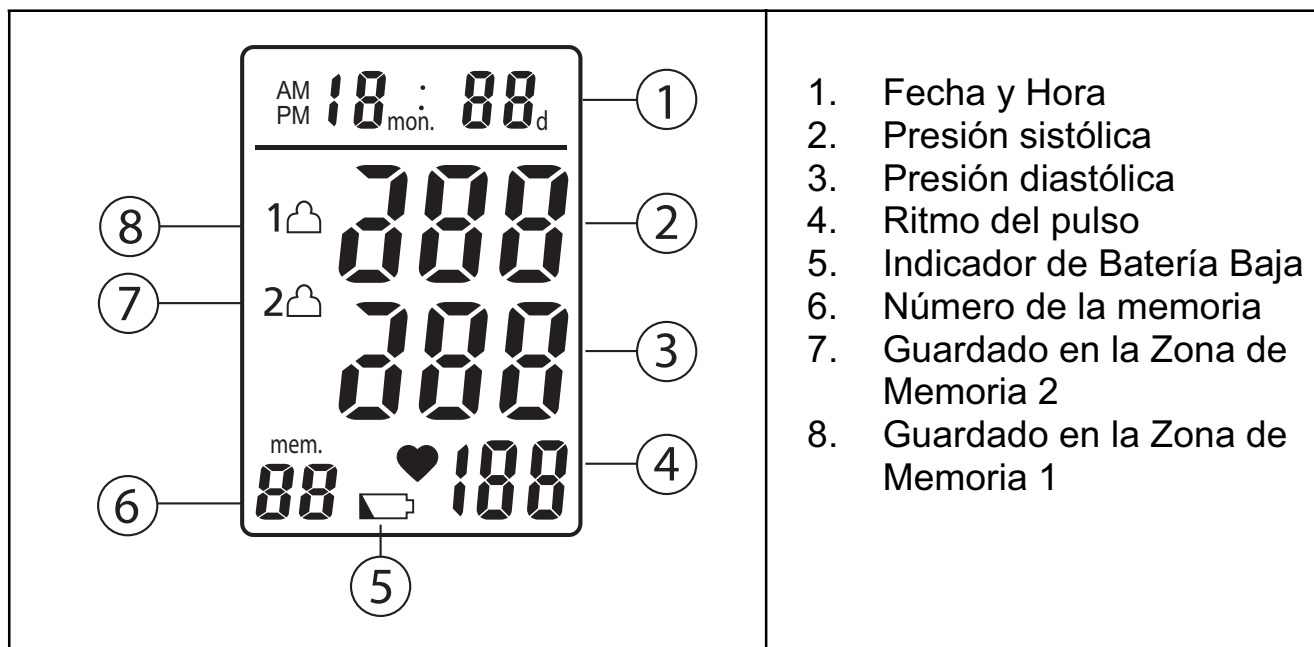 AM 18 : 88
PM mon. d
1
8
1
288
2
7
2
288
3
mem.
188
4
6
88
5
1. Fecha y Hora
2. Presión sistólica
3. Presión diastólica
4. Ritmo del pulso
5. Indicador de Batería Baja
6. Número de la memoria
7. Guardado en la Zona de
Memoria 2
8. Guardado en la Zona de
Memoria 1